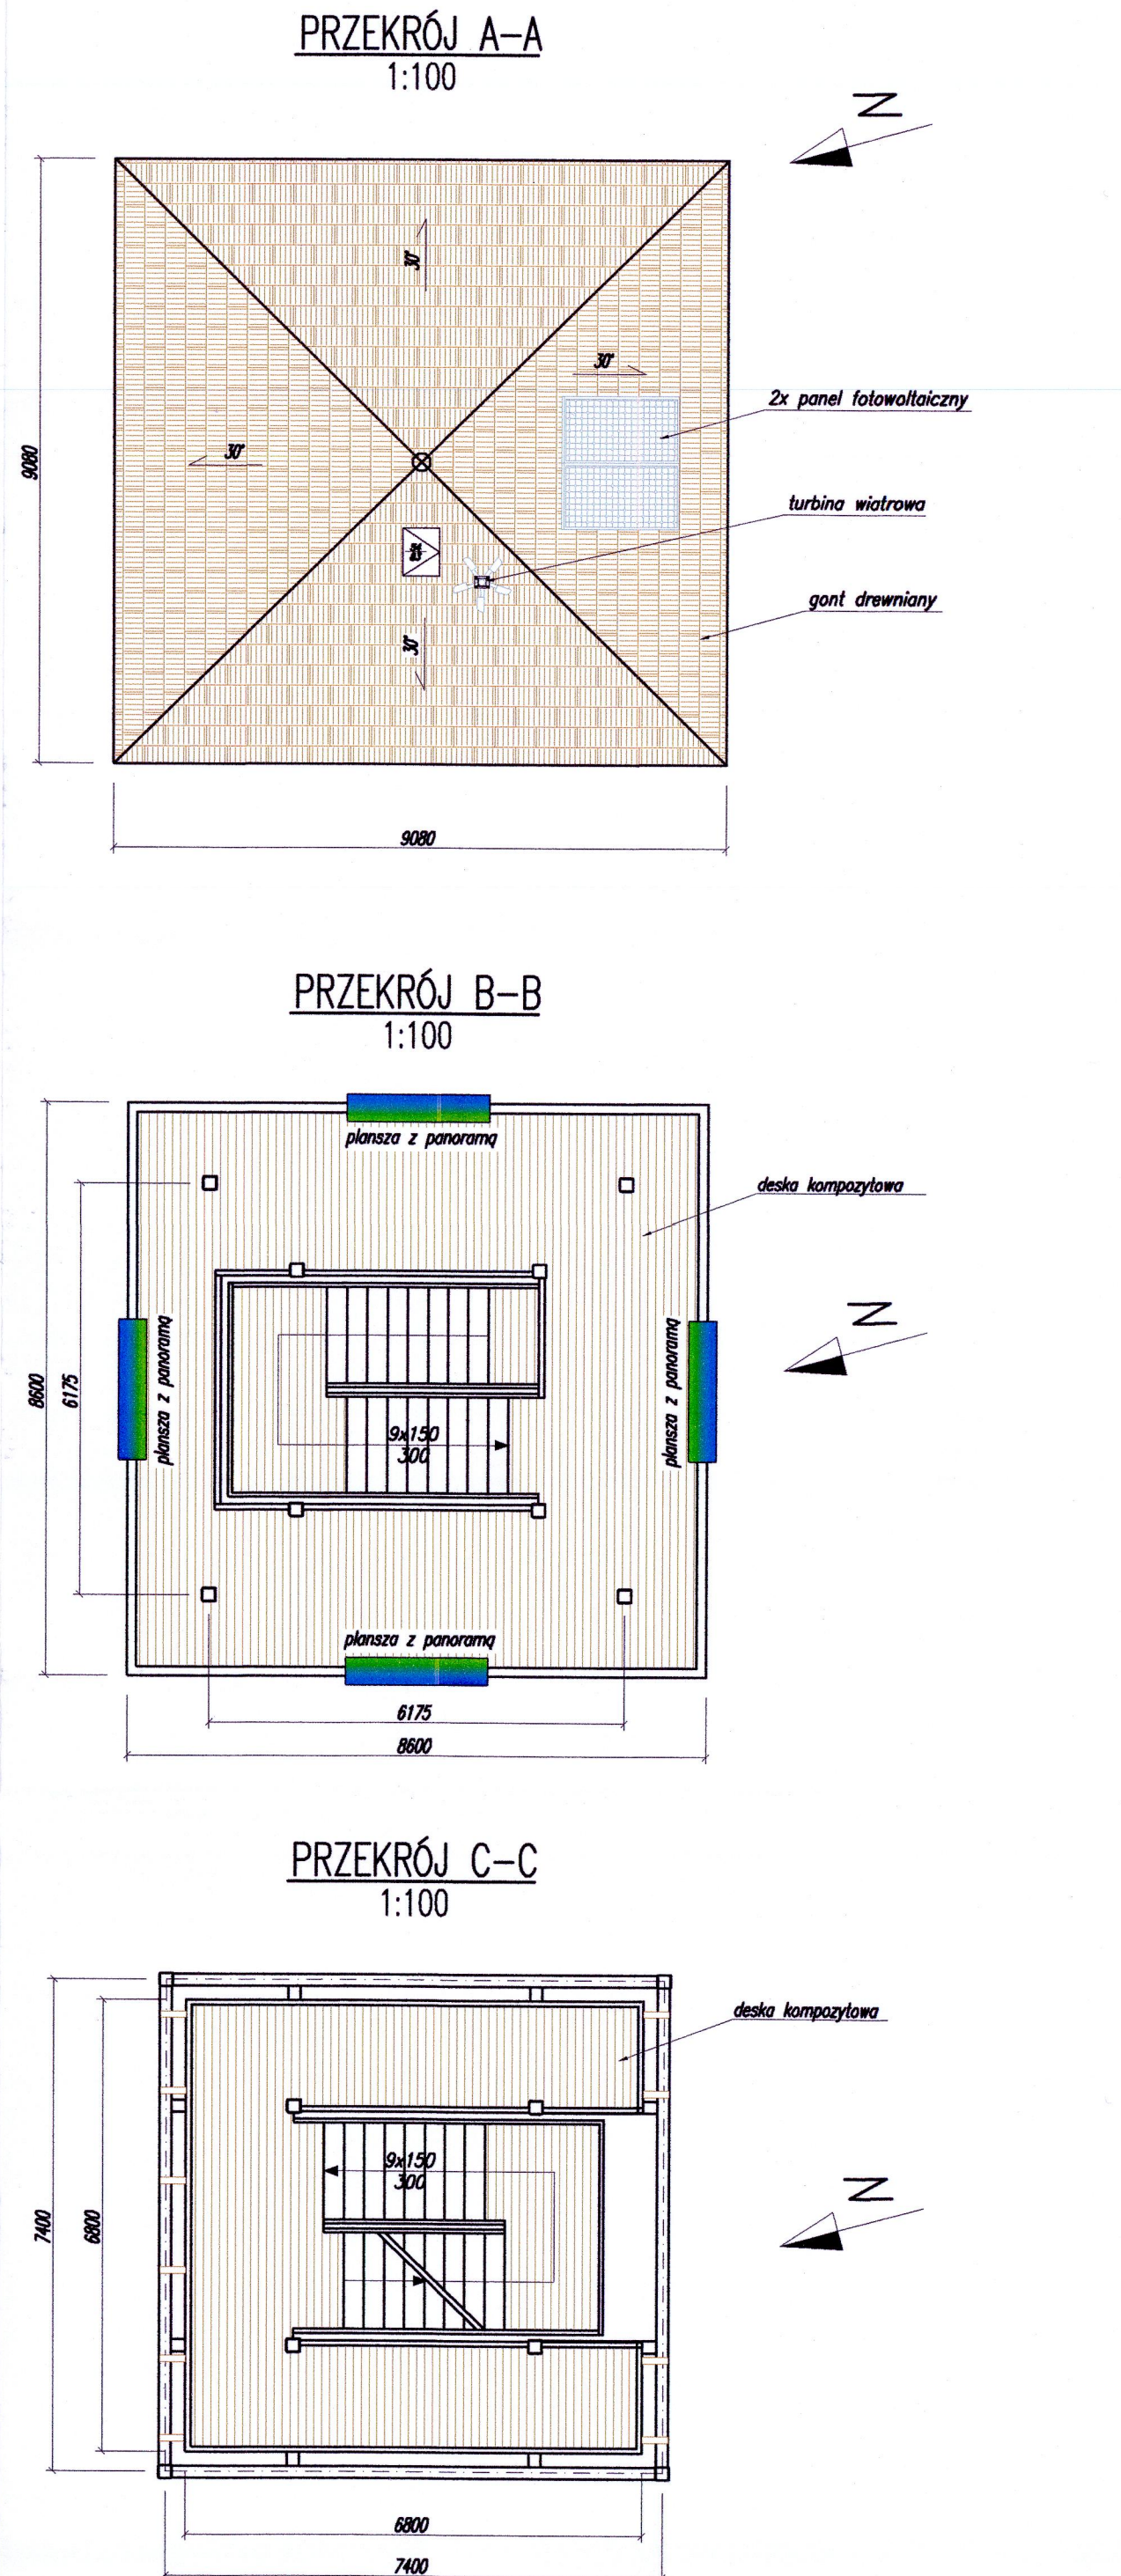 PRZEKRÓJ A-A
1:100
N
30°
30°
2x panel fotowoltaiczny
30°
9080
turbina wiatrowa
gont drewniany
30°
9080
PRZEKRÓJ B-B
1:100
plansza z panoramą
deska kompozytowa
N
plansza z panoramą
plansza z panoramą
8600
6175
9x150
300
plansza z panoramą
6175
8600
PRZEKRÓJ C-C
1:100
deska kompozytowa
9x150
300
N
7400
6800
6800
7400